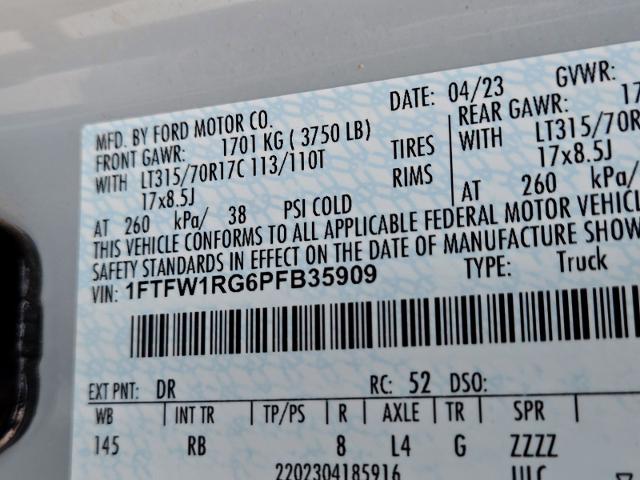 MFD. BY FORD MOTOR CO.
DATE: 04/23
GVWR:
FRONT GAWR: 1701 KG ( 3750 LB)
REAR GAWR:
WITH LT315/70R17C 113/110T TIRES
WITH LT315/70R
17x8.5J RIMS
17x8.5J
AT 260 kPa/ 38 PSI COLD
AT 260 kPa/
THIS VEHICLE CONFORMS TO ALL APPLICABLE FEDERAL MOTOR
SAFETY STANDARDS IN EFFECT ON THE DATE OF MANUFACTURE
VIN: 1FTFW1RG6PFB35909
TYPE: Truck
EXT PNT: DR RC: 52 DSO:
WB INT TR TP/PS R AXLE TR SPR
145 RB 8 L4 G ZZZZ
2202304185916